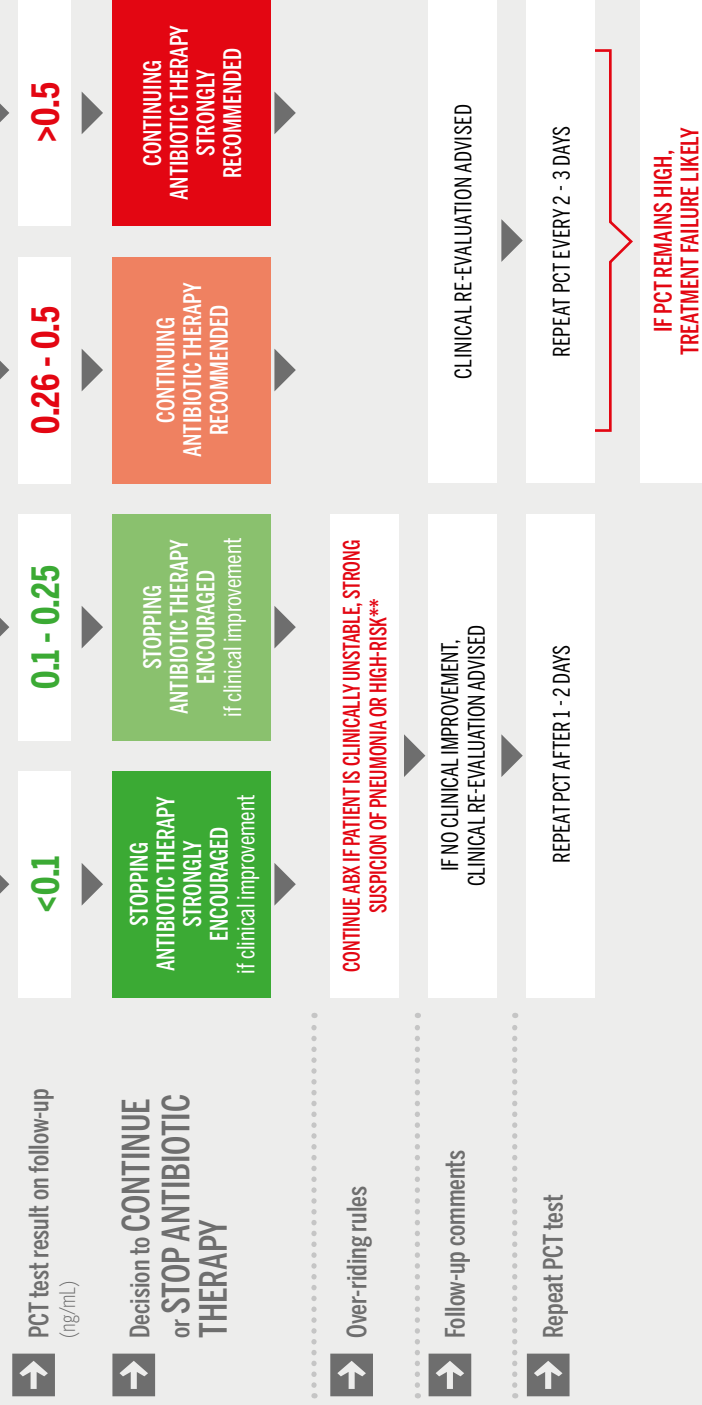 PCT test result on follow-up
(ng/mL)
<0.1
0.1 - 0.25
0.26 - 0.5
>0.5
Decision to CONTINUE
or STOP ANTIBIOTIC
THERAPY
STOPPING
ANTIBIOTIC THERAPY
STRONGLY
ENCOURAGED
if clinical improvement
STOPPING
ANTIBIOTIC THERAPY
ENCOURAGED
if clinical improvement
CONTINUING
ANTIBIOTIC THERAPY
RECOMMENDED
CONTINUING
ANTIBIOTIC THERAPY
STRONGLY
RECOMMENDED
Over-riding rules
CONTINUE ABX IF PATIENT IS CLINICALLY UNSTABLE, STRONG
SUSPICION OF PNEUMONIA OR HIGH-RISK**
Follow-up comments
IF NO CLINICAL IMPROVEMENT,
CLINICAL RE-EVALUATION ADVISED
CLINICAL RE-EVALUATION ADVISED
Repeat PCT test
REPEAT PCT AFTER 1 - 2 DAYS
REPEAT PCT EVERY 2 - 3 DAYS
IF PCT REMAINS HIGH,
TREATMENT FAILURE LIKELY